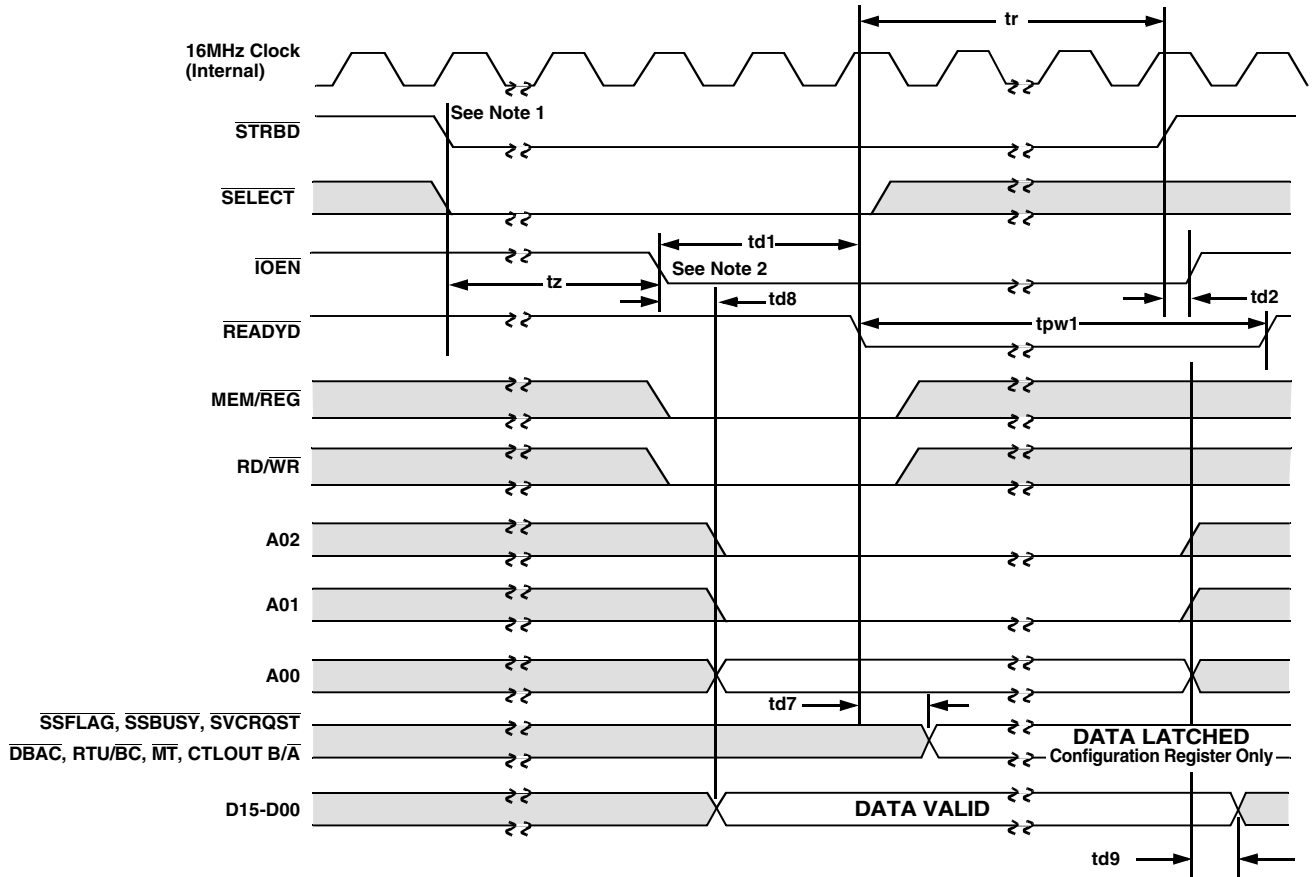 tr
16MHz Clock
(Internal)
See Note 1
STRBD
SELECT
td1
IOEN
See Note 2
tz
td8
td2
READYD
tpw1
MEM/REG
RD/WR
A02
A01
A00
td7
SSFLAG, SSBUSY, SVCRQST
DBAC, RTU/BC, MT, CTLOUT B/A
DATA LATCHED
Configuration Register Only
D15-D00
DATA VALID
td9